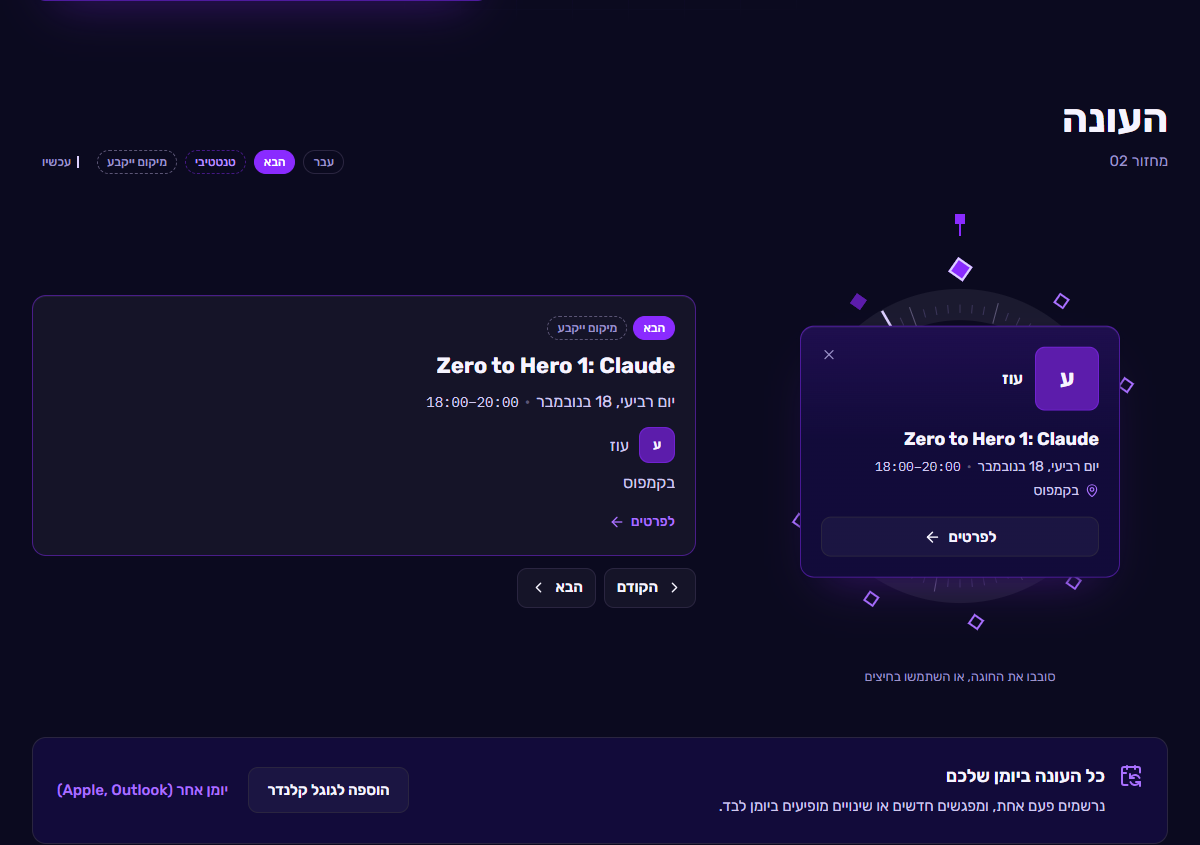 העונה
מחזור 02
עבר
הבא
טנטטיבי
מיקום ייקבע
עכשיו
ע
עוז
Zero to Hero 1: Claude
יום רביעי, 18 בנובמבר • 18:00–20:00
בקמפוס
לפרטים ←
סובבו את החוגה, או השתמשו בחיצים
הבא
מיקום ייקבע
Zero to Hero 1: Claude
יום רביעי, 18 בנובמבר • 18:00–20:00
ע
עוז
בקמפוס
לפרטים ←
הקודם
הבא
כל העונה ביומן שלכם
נרשמים פעם אחת, ומפגשים חדשים או שינויים מופיעים ביומן לבד.
הוספה לגוגל קלנדר
יומן אחר (Apple, Outlook)